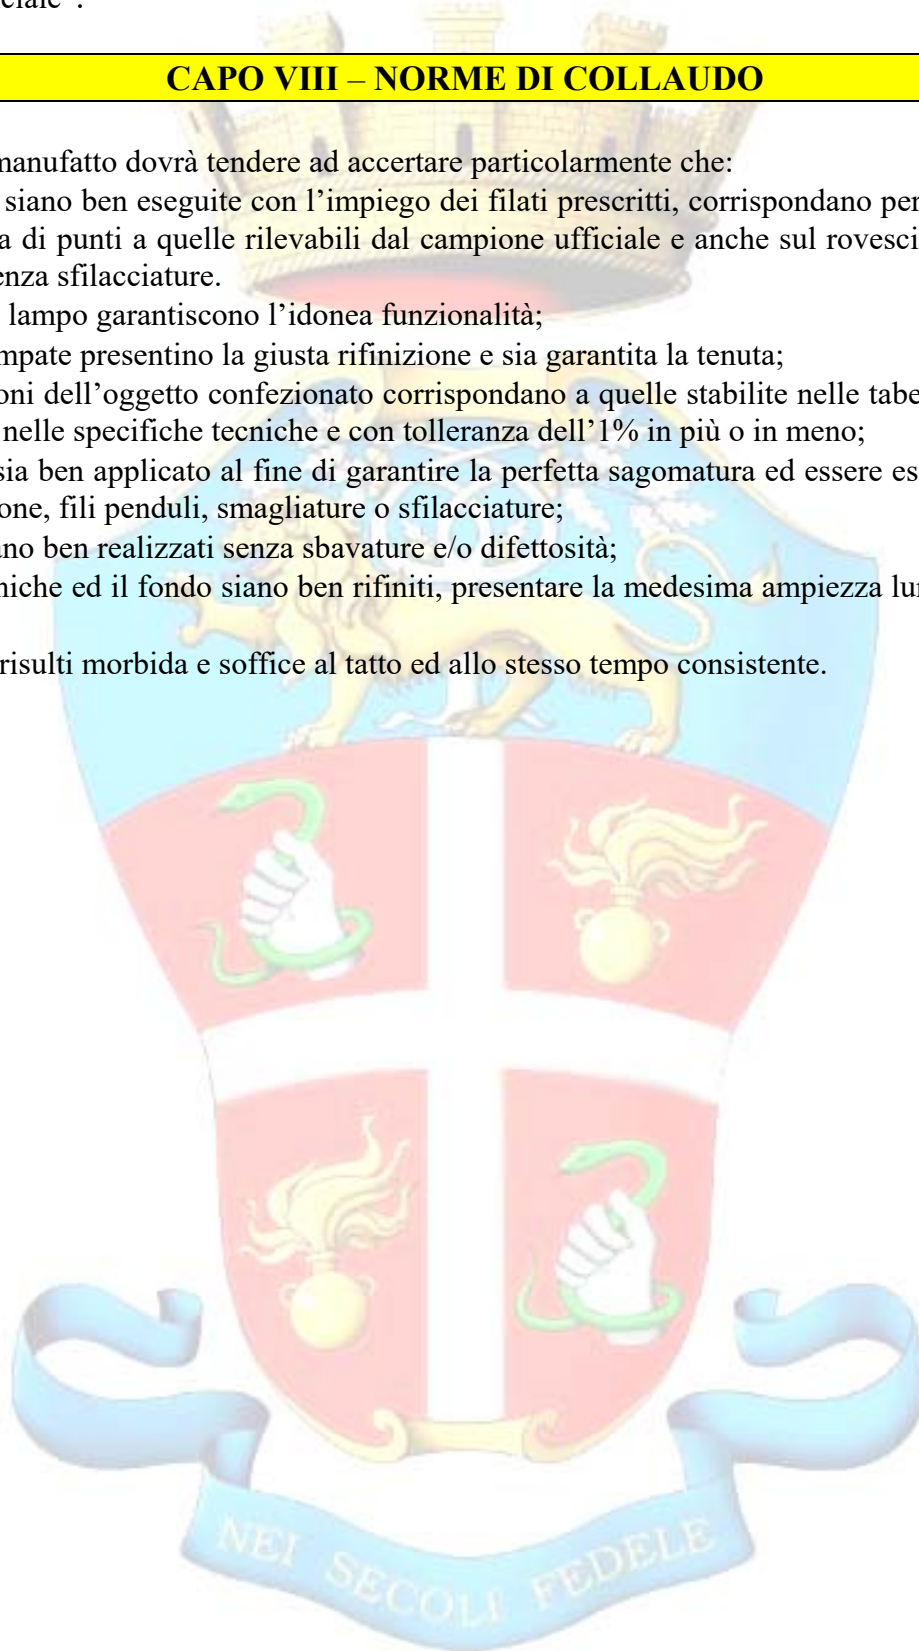 ciale”.
CAPO VIII – NORME DI COLLAUDO
manufatto dovrà tendere ad accertare particolarmente che:
siano ben eseguite con l’impiego dei filati prescritti, corrispondano per
a di punti a quelle rilevabili dal campione ufficiale e anche sul rovesci
enza sfilacciature.
lampo garantiscono l’idonea funzionalità;
mpate presentino la giusta rifinizione e sia garantita la tenuta;
oni dell’oggetto confezionato corrispondano a quelle stabilite nelle tabe
nelle specifiche tecniche e con tolleranza dell’1% in più o in meno;
sia ben applicato al fine di garantire la perfetta sagomatura ed essere es
one, fili penduli, smagliature o sfilacciature;
ano ben realizzati senza sbavature e/o difettosità;
niche ed il fondo siano ben rifiniti, presentare la medesima ampiezza lu
risulti morbida e soffice al tatto ed allo stesso tempo consistente.
NEI SECOLI FEDELE